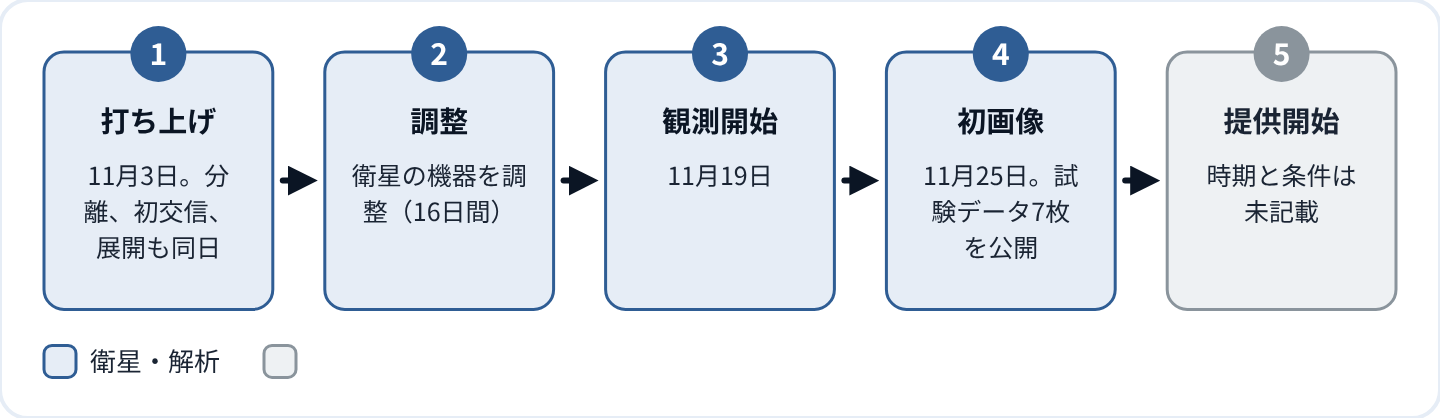 1
打ち上げ
11月3日。分
離、初交信、
展開も同日
2
調整
衛星の機器を調
整（16日間）
3
観測開始
11月19日
4
初画像
11月25日。試
験データ7枚
を公開
5
提供開始
時期と条件は
未記載
衛星・解析